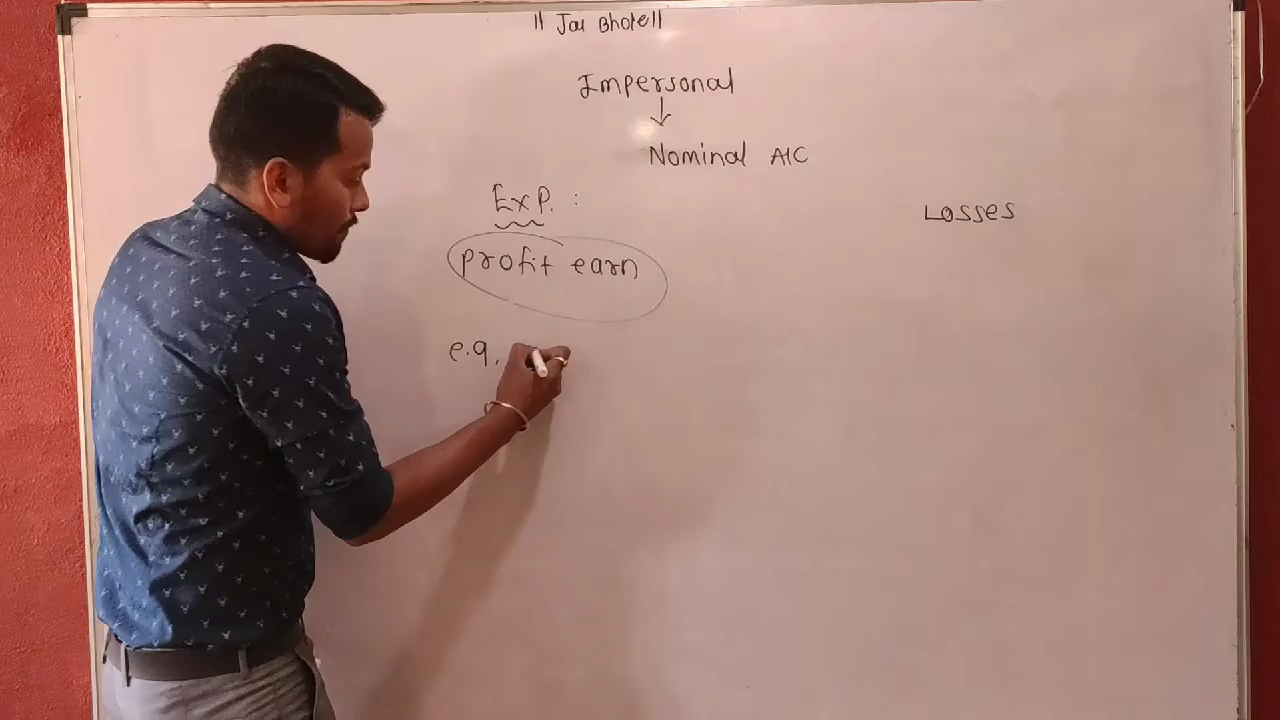 || Jai Bhole ||
Impersonal
↓
Nominal A/C
Exp. :
Losses
profit earn
e.g.